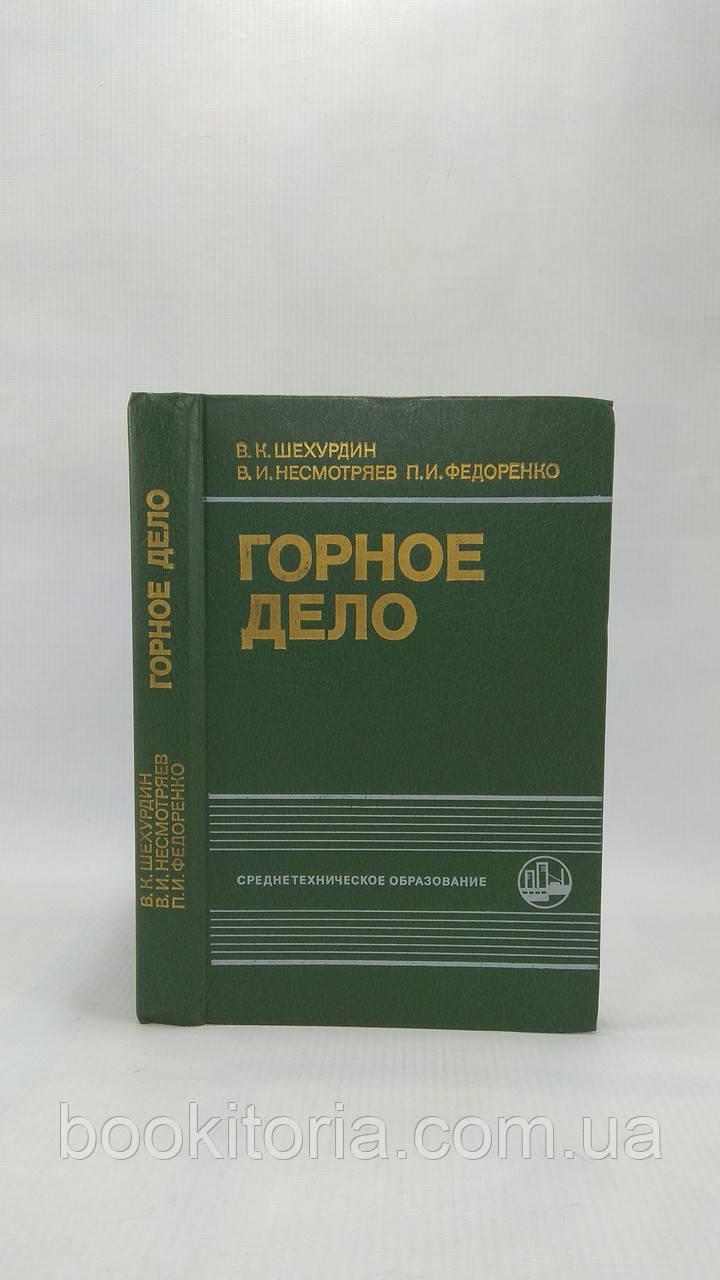 В. К. ШЕХУРДИН
В. И. НЕСМОТРЯЕВ П. И. ФЕДОРЕНКО
ГОРНОЕ
ДЕЛО
СРЕДНЕТЕХНИЧЕСКОЕ ОБРАЗОВАНИЕ
ГОРНОЕ ДЕЛО
В. К. ШЕХУРДИН
В. И. НЕСМОТРЯЕВ
П. И. ФЕДОРЕНКО
bookitoria.com.ua